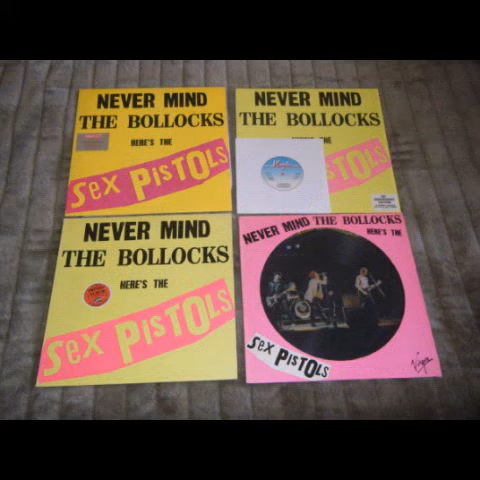 NEVER MIND
THE BOLLOCKS
HERE'S THE
SEX PISTOLS
NEVER MIND
THE BOLLOCKS
PISTOLS
NEVER MIND
THE BOLLOCKS
HERE'S THE
SEX PISTOLS
NEVER MIND THE BOLLOCKS
HERE'S THE
SEX PISTOLS
Virgin